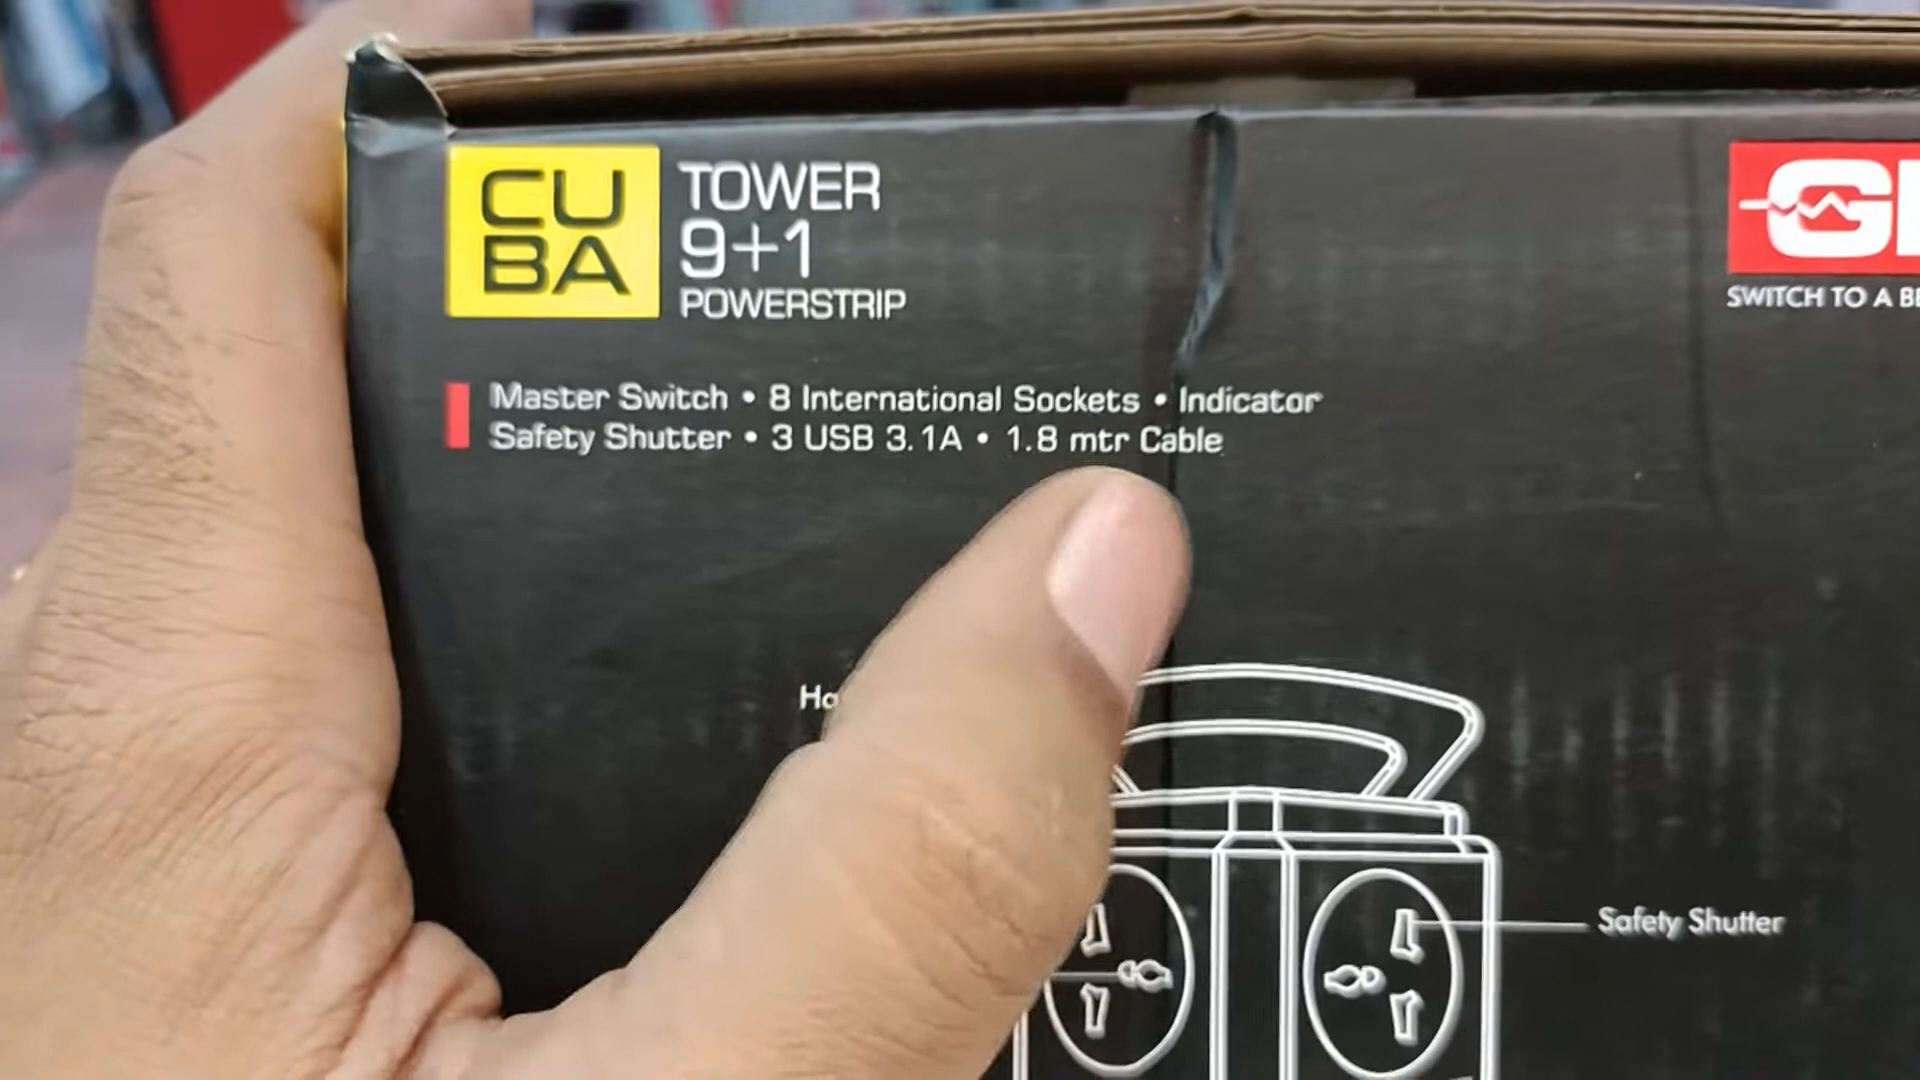 CU
BA
TOWER
9+1
POWERSTRIP
SWITCH TO A
Master Switch • 8 International Sockets • Indicator
Safety Shutter • 3 USB 3.1A • 1.8 mtr Cable
Safety Shutter